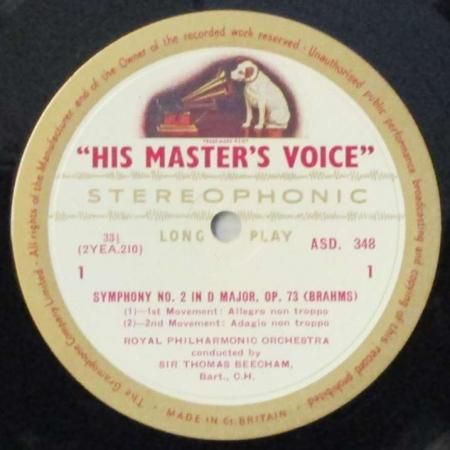 The Gramophone Company Limited - All rights of the Manufacturer and of the Owner of the recorded work reserved - Unauthorised public performance broadcasting and copying of this record prohibited
"HIS MASTER'S VOICE"
STEREOPHONIC
LONG PLAY
33⅓
(2YEA.210)
ASD. 348
1
1
SYMPHONY NO. 2 IN D MAJOR, OP. 73 (BRAHMS)
(1)—1st Movement: Allegro non troppo
(2)—2nd Movement: Adagio non troppo
ROYAL PHILHARMONIC ORCHESTRA
conducted by
SIR THOMAS BEECHAM,
Bart., C.H.
· MADE IN GT. BRITAIN ·